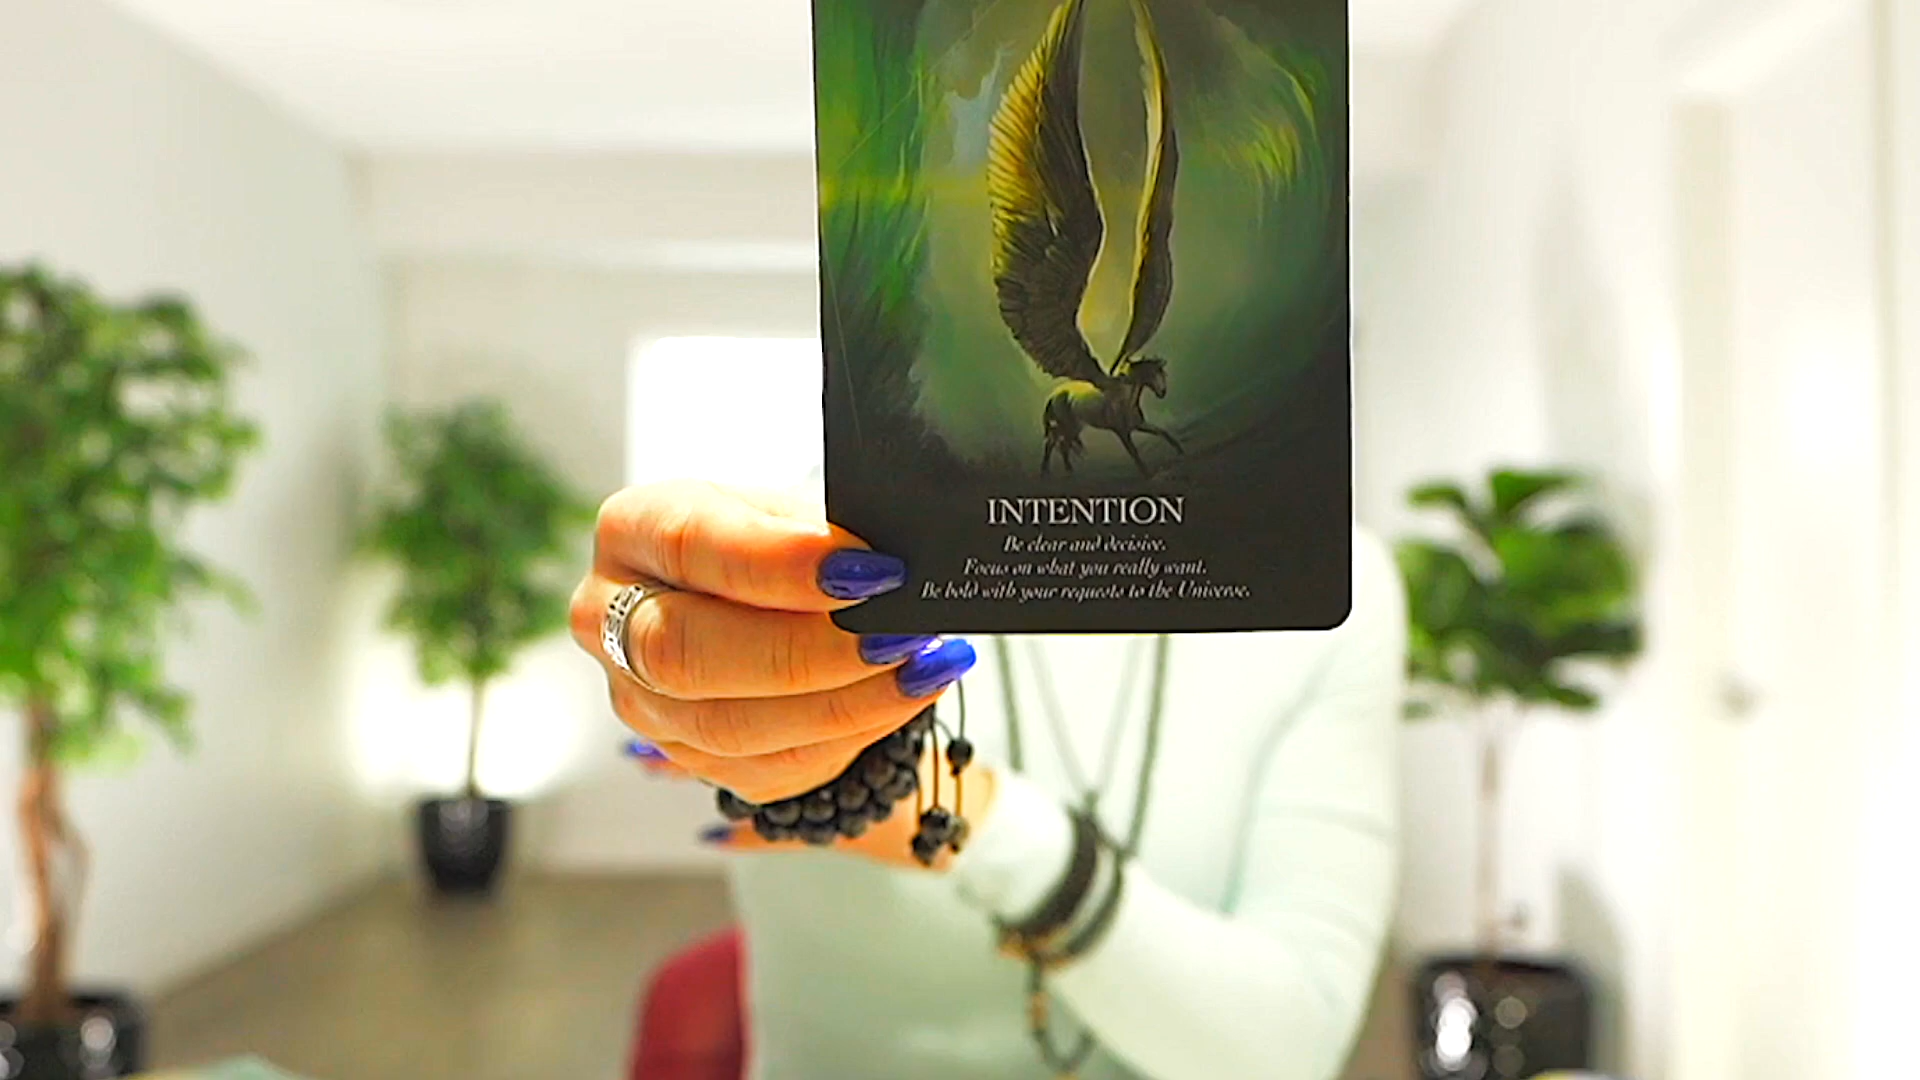 INTENTION
Be clear and decisive.
Focus on what you really want.
Be bold with your requests to the Universe.